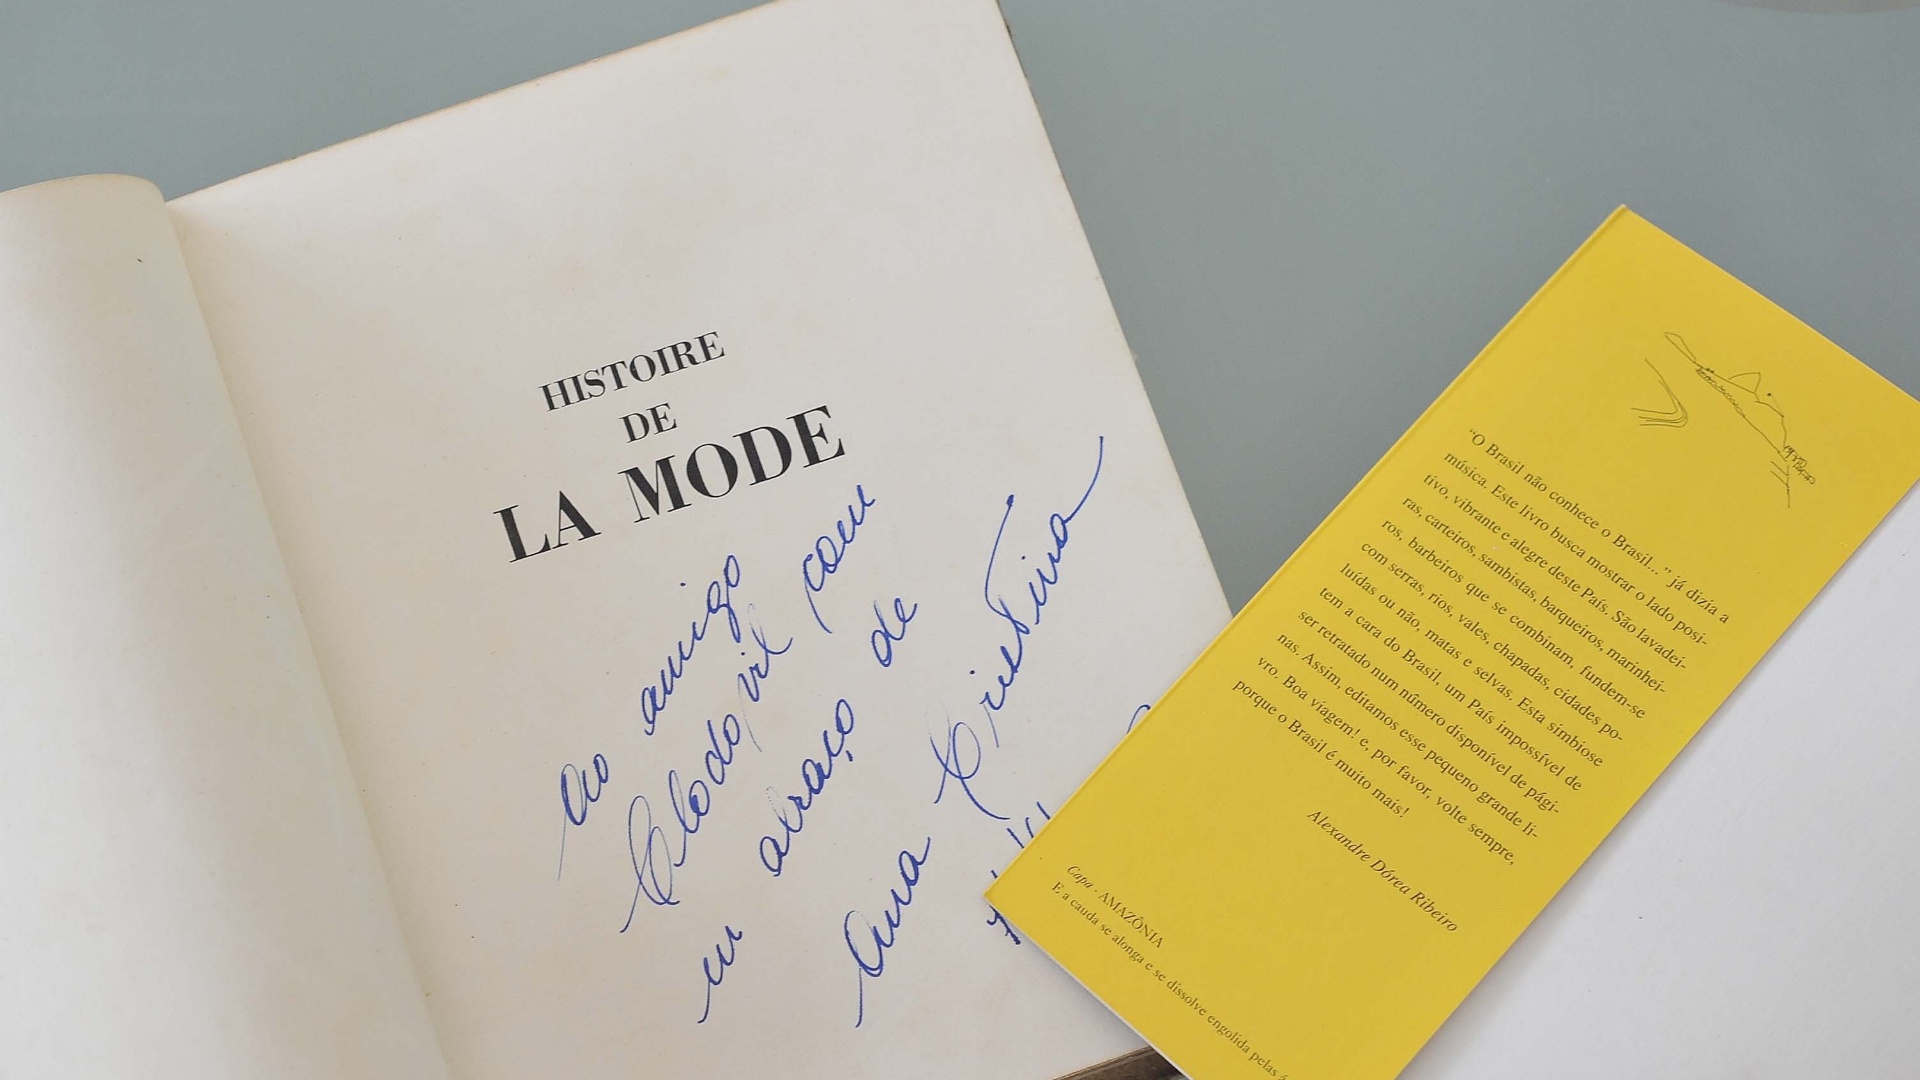 HISTOIRE
DE
LA MODE
Ao amigo
Clodovil com
um abraço de
Ana Cristina
“O Brasil não conhece o Brasil...” já dizia a
música. Este livro busca mostrar o lado posi-
tivo, vibrante e alegre deste País. São lavadei-
ras, carteiros, sambistas, barqueiros, marinhei-
ros, barbeiros que se combinam, fundem-se
com serras, rios, vales, chapadas, cidades po-
luídas ou não, matas e selvas. Esta simbiose
tem a cara do Brasil, um País impossível de
ser retratado num número disponível de pági-
nas. Assim, editamos esse pequeno grande li-
vro. Boa viagem! e, por favor, volte sempre,
porque o Brasil é muito mais!
Alexandre Dórea Ribeiro
Capa - AMAZÔNIA
E a cauda se alonga e se dissolve engolida pelas